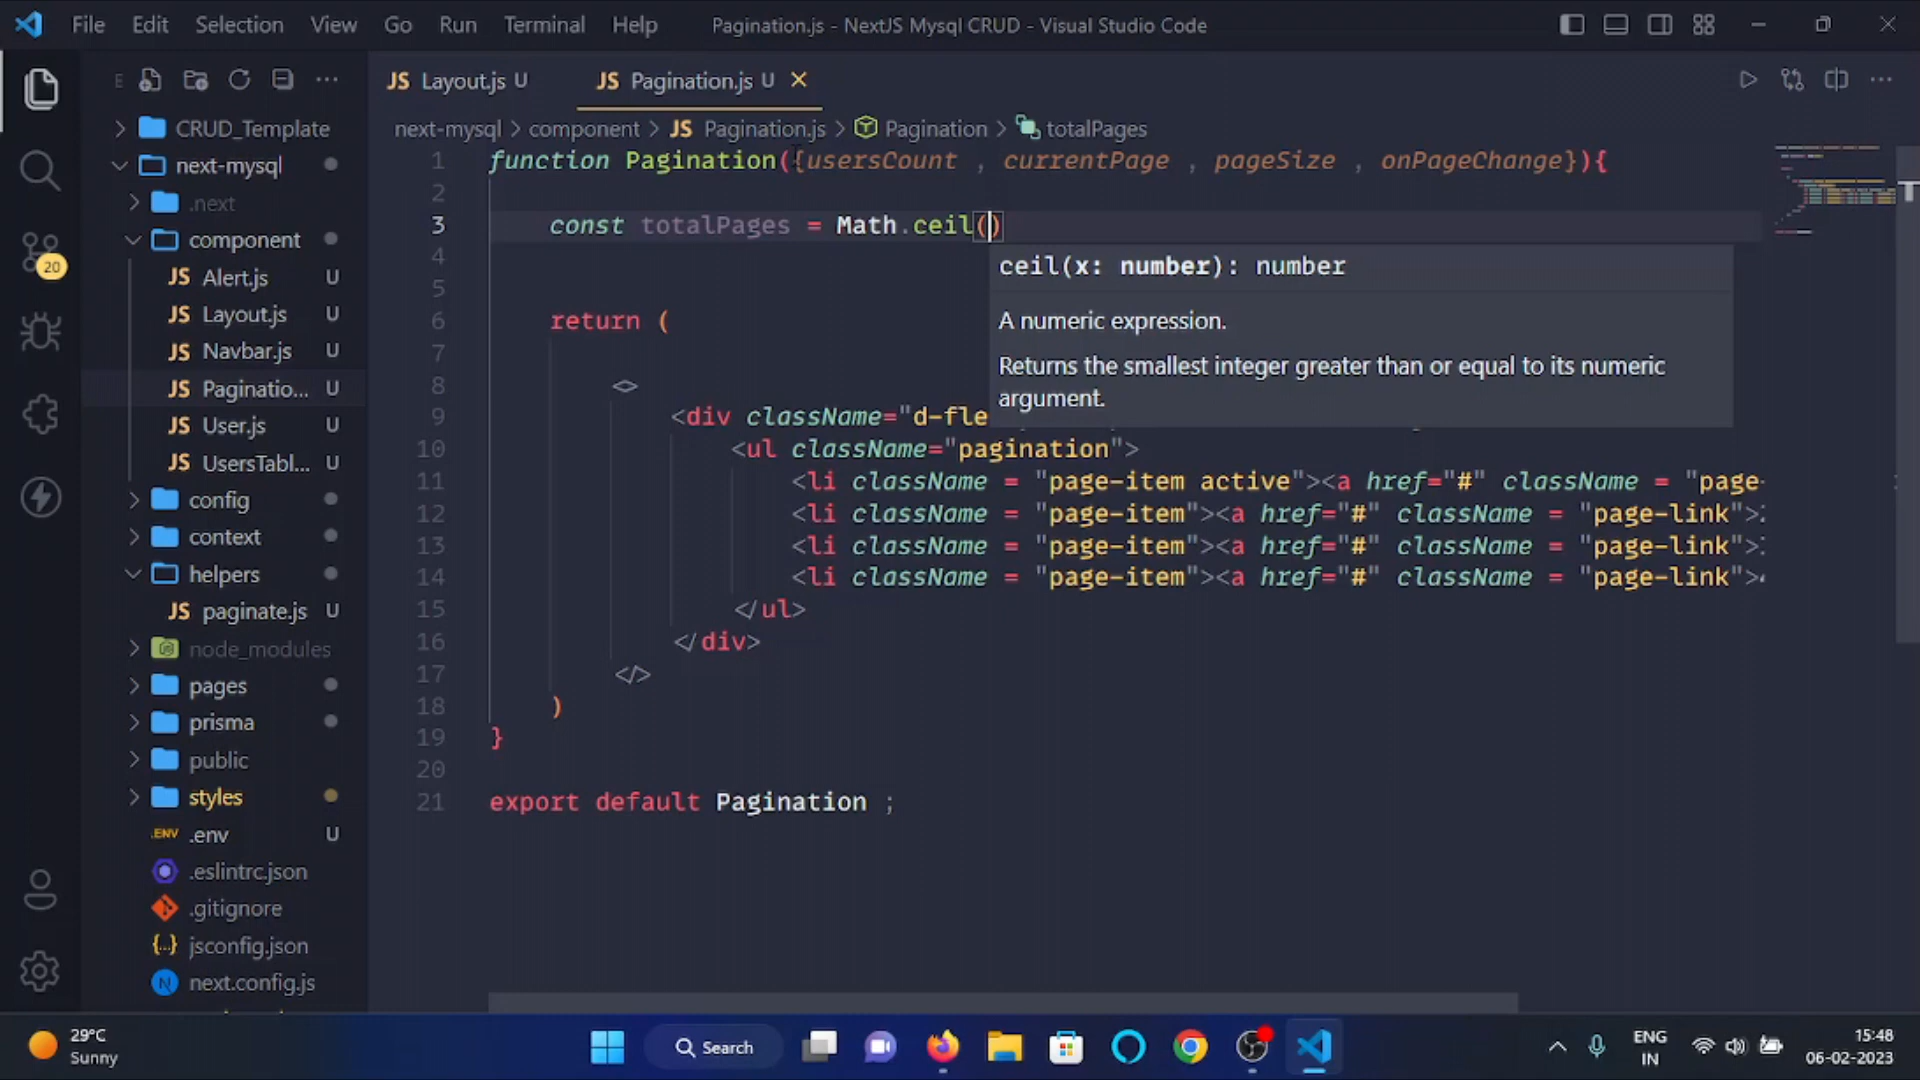 File Edit Selection View Go Run Terminal Help
Pagination.js - NextJS Mysql CRUD - Visual Studio Code
E
JS Layout.js U
JS Pagination.js U
next-mysql > component > JS Pagination.js > Pagination > totalPages
CRUD_Template
next-mysql
.next
component
JS Alert.js U
JS Layout.js U
JS Navbar.js U
JS Paginatio... U
JS User.js U
JS UsersTabl... U
config
context
helpers
JS paginate.js U
node_modules
pages
prisma
public
styles
.ENV .env U
.eslintrc.json
.gitignore
{..} jsconfig.json
N next.config.js
20
1 function Pagination({usersCount , currentPage , pageSize , onPageChange}){
2
3 const totalPages = Math.ceil()
4
5
6 return (
7
8 <>
9 <div className="d-fle
10 <ul className="pagination">
11 <li className = "page-item active"><a href="#" className = "page-
12 <li className = "page-item"><a href="#" className = "page-link">
13 <li className = "page-item"><a href="#" className = "page-link">
14 <li className = "page-item"><a href="#" className = "page-link">
15 </ul>
16 </div>
17 </>
18 )
19 }
20
21 export default Pagination ;
ceil(x: number): number
A numeric expression.
Returns the smallest integer greater than or equal to its numeric
argument.
29°C
Sunny
Search
ENG
IN
15:48
06-02-2023